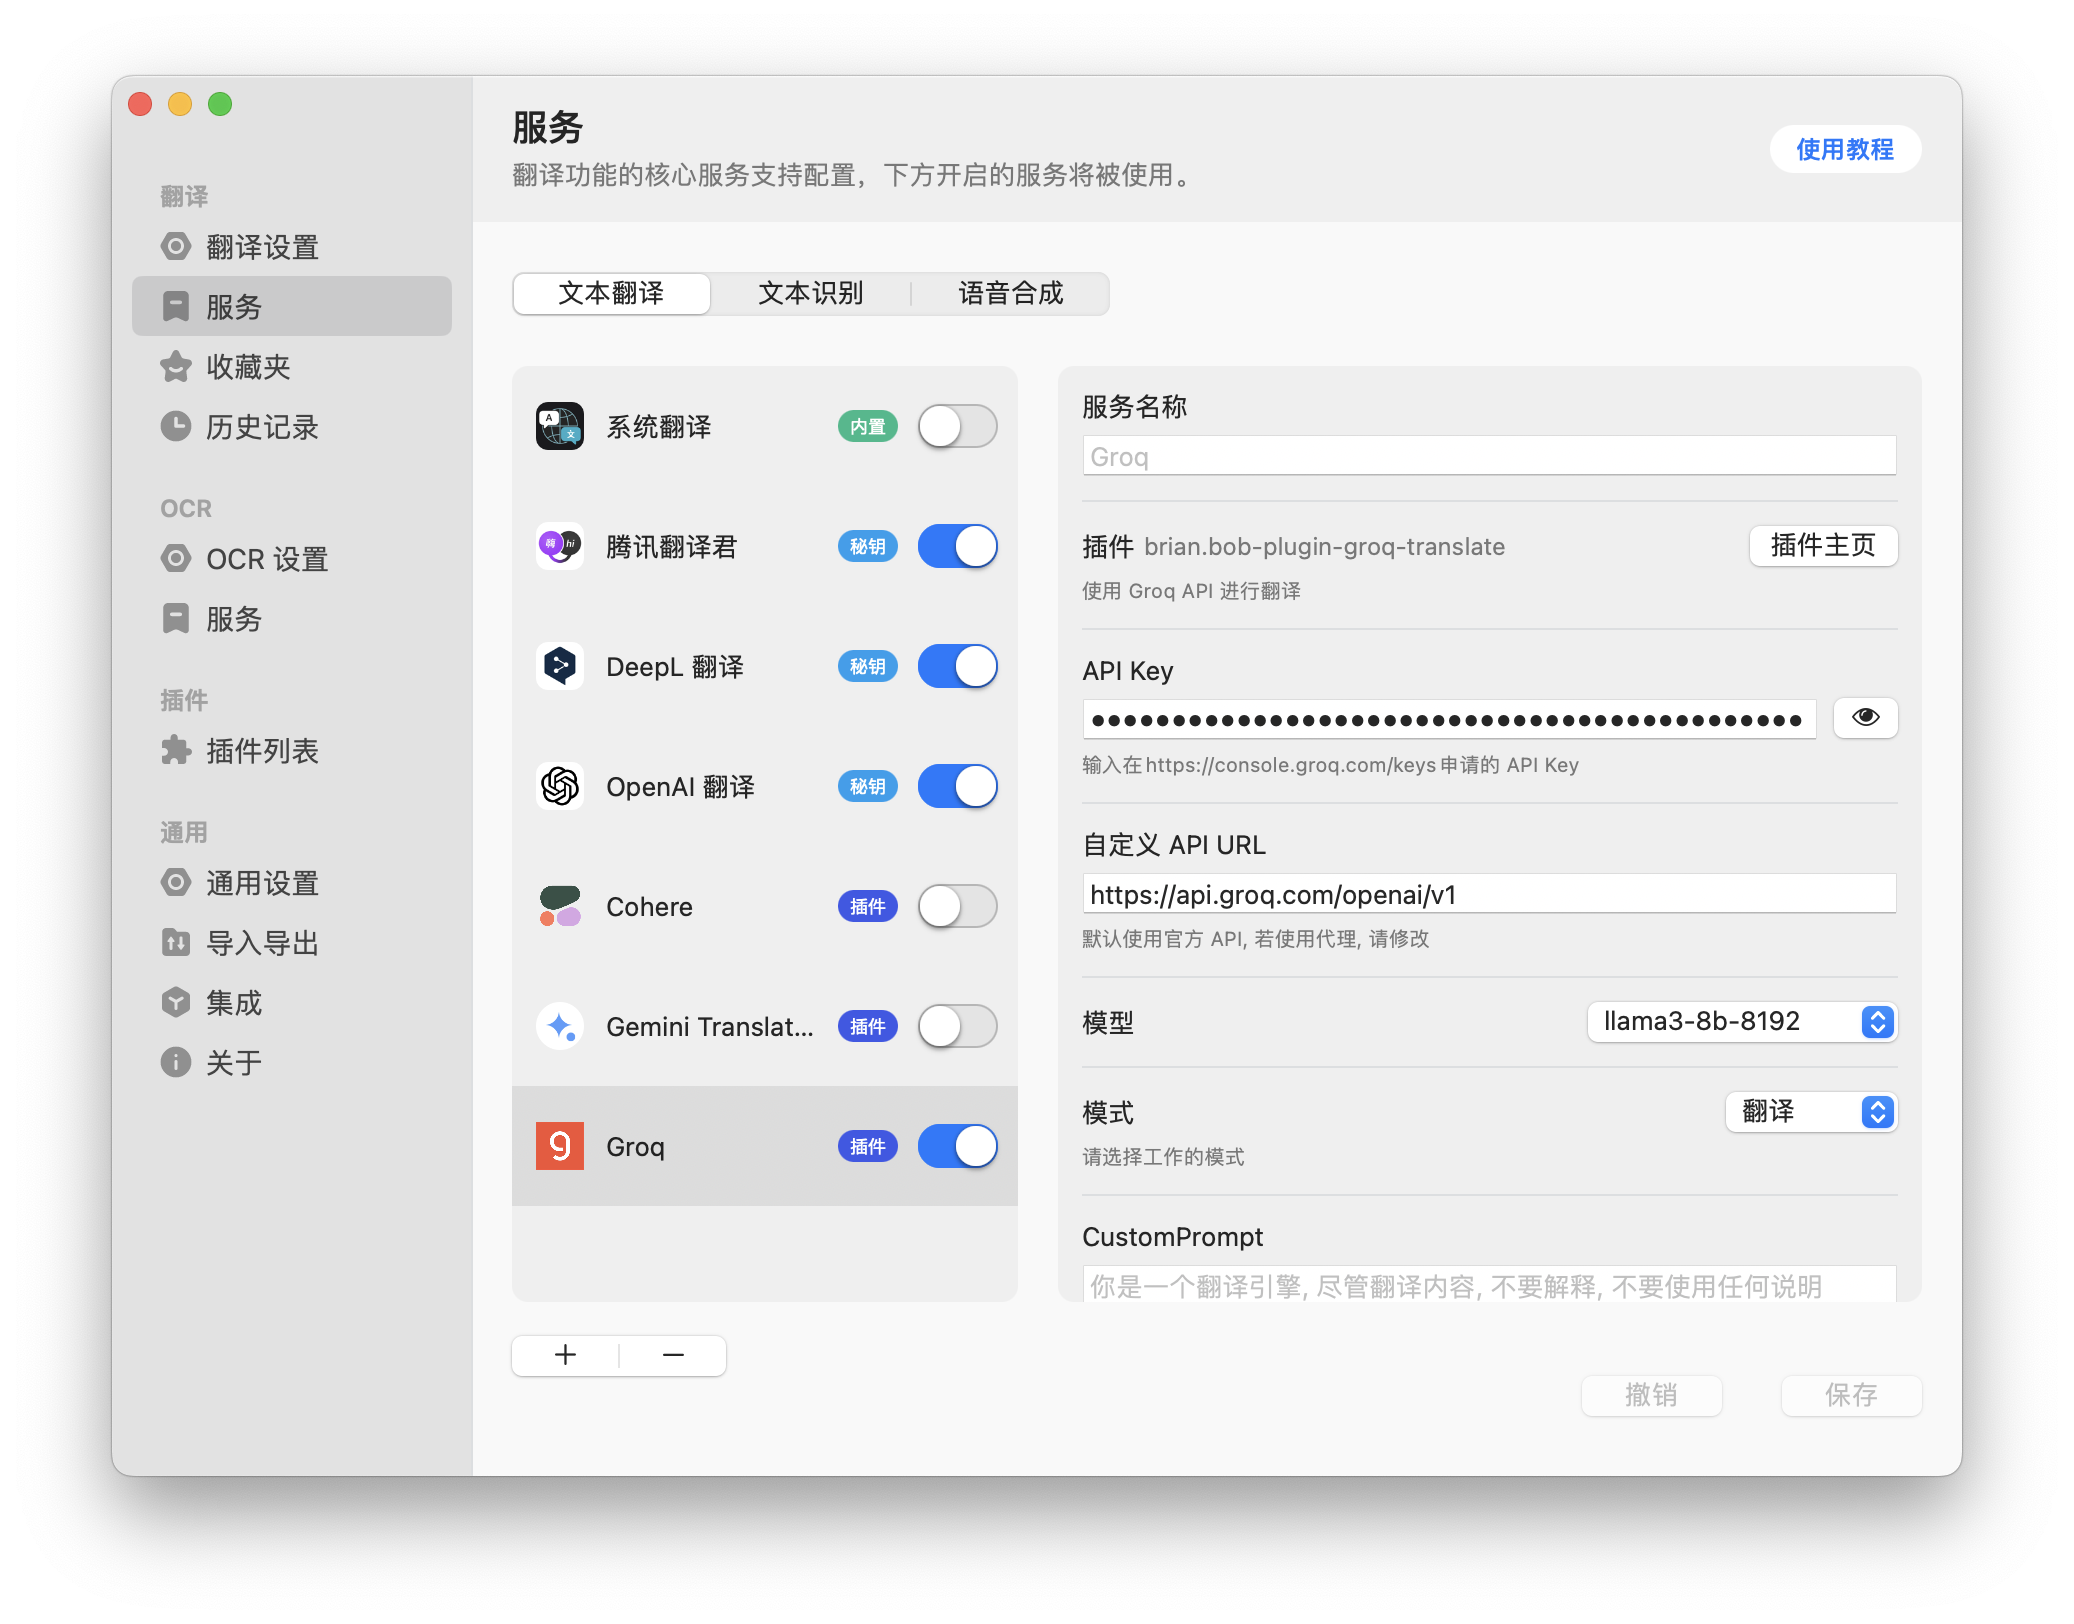 翻译
翻译设置
服务
收藏夹
历史记录
OCR
OCR 设置
服务
插件
插件列表
通用
通用设置
导入导出
集成
关于
服务
翻译功能的核心服务支持配置，下方开启的服务将被使用。
使用教程
文本翻译
文本识别
语音合成
系统翻译 内置
腾讯翻译君 秘钥
DeepL 翻译 秘钥
OpenAI 翻译 秘钥
Cohere 插件
Gemini Translat... 插件
Groq 插件
服务名称
Groq
插件 brian.bob-plugin-groq-translate 插件主页
使用 Groq API 进行翻译
API Key
●●●●●●●●●●●●●●●●●●●●●●●●●●●●●●●●●●●●●●●●●●●●
输入在https://console.groq.com/keys申请的 API Key
自定义 API URL
https://api.groq.com/openai/v1
默认使用官方 API, 若使用代理, 请修改
模型 llama3-8b-8192
模式 翻译
请选择工作的模式
CustomPrompt
你是一个翻译引擎, 尽管翻译内容, 不要解释, 不要使用任何说明
撤销
保存